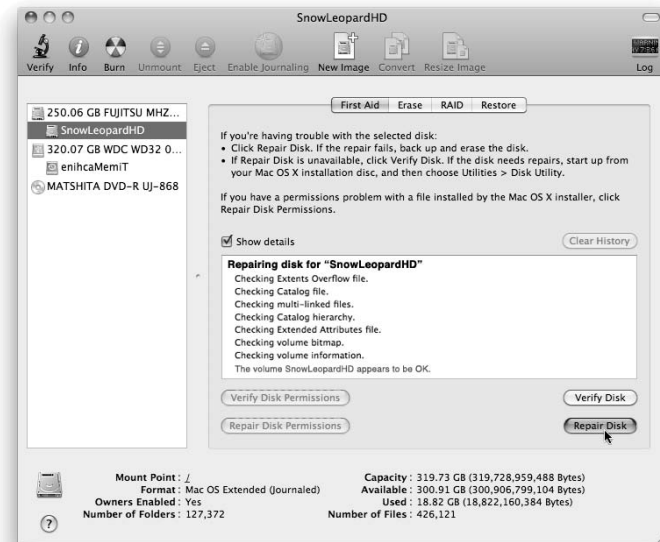 SnowLeopardHD
Verify Info Burn Unmount Eject Enable Journaling New Image Convert Resize Image Log
250.06 GB FUJITSU MHZ...
SnowLeopardHD
320.07 GB WDC WD32 0...
enihcaMemiT
MATSHITA DVD-R UJ-868
First Aid Erase RAID Restore
If you're having trouble with the selected disk:
• Click Repair Disk. If the repair fails, back up and erase the disk.
• If Repair Disk is unavailable, click Verify Disk. If the disk needs repairs, start up from
your Mac OS X installation disc, and then choose Utilities > Disk Utility.
If you have a permissions problem with a file installed by the Mac OS X installer, click
Repair Disk Permissions.
Show details
Clear History
Repairing disk for “SnowLeopardHD”
Checking Extents Overflow file.
Checking Catalog file.
Checking multi-linked files.
Checking Catalog hierarchy.
Checking Extended Attributes file.
Checking volume bitmap.
Checking volume information.
The volume SnowLeopardHD appears to be OK.
Verify Disk Permissions
Verify Disk
Repair Disk Permissions
Repair Disk
Mount Point : /
Format : Mac OS Extended (Journaled)
Owners Enabled : Yes
Number of Folders : 127,372
Capacity : 319.73 GB (319,728,959,488 Bytes)
Available : 300.91 GB (300,906,799,104 Bytes)
Used : 18.82 GB (18,822,160,384 Bytes)
Number of Files : 426,121
?